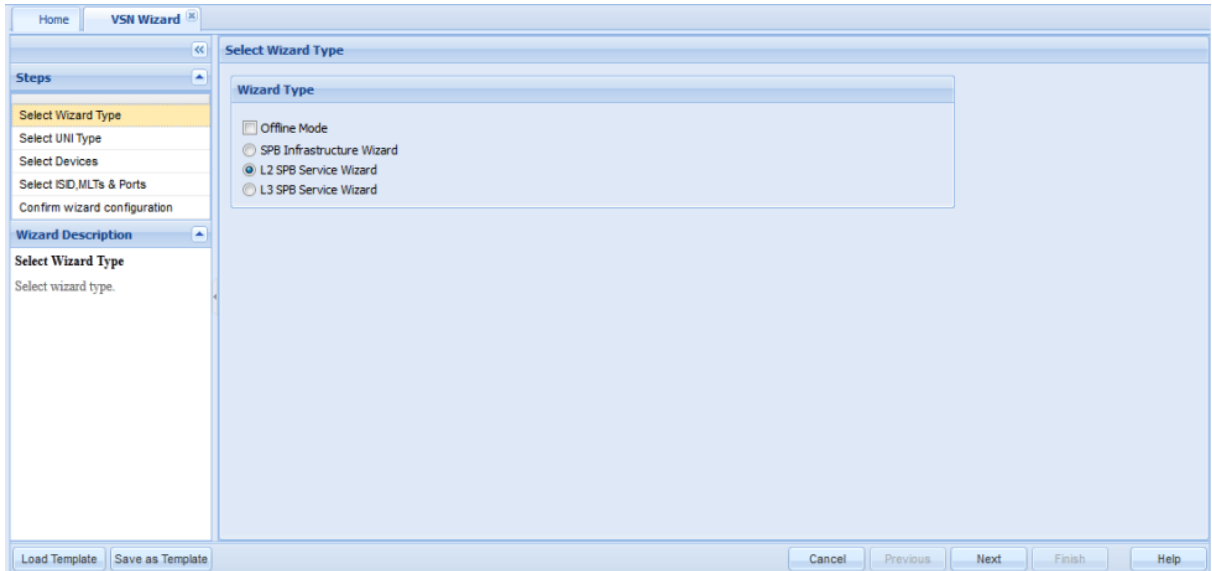 Home
VSN Wizard
Select Wizard Type
Steps
Wizard Type
Select Wizard Type
Select UNI Type
Select Devices
Select ISID,MLTs & Ports
Confirm wizard configuration
Offline Mode
SPB Infrastructure Wizard
L2 SPB Service Wizard
L3 SPB Service Wizard
Wizard Description
Select Wizard Type
Select wizard type.
Load Template
Save as Template
Cancel
Previous
Next
Finish
Help